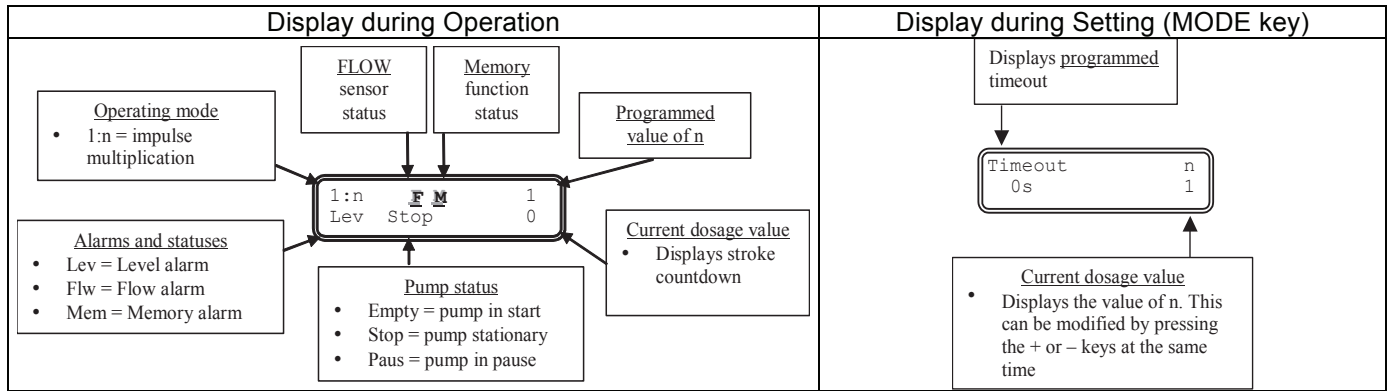 Display during Operation
FLOW
sensor
status
Memory
function
status
Operating mode
• 1:n = impulse
multiplication
Programmed
value of n
1:n F M 1
Lev Stop 0
Alarms and statuses
• Lev = Level alarm
• Flw = Flow alarm
• Mem = Memory alarm
Pump status
• Empty = pump in start
• Stop = pump stationary
• Paus = pump in pause
Current dosage value
• Displays stroke
countdown
Display during Setting (MODE key)
Displays programmed
timeout
Timeout n
0s 1
Current dosage value
• Displays the value of n. This
can be modified by pressing
the + or – keys at the same
time